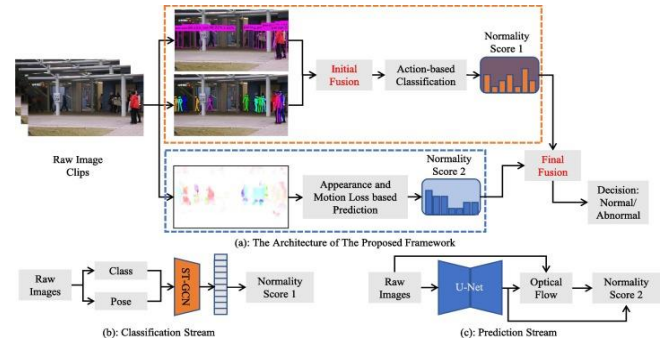 Raw Image
Clips
Initial
Fusion
Action-based
Classification
Normality
Score 1
Appearance and
Motion Loss based
Prediction
Normality
Score 2
Final
Fusion
Decision:
Normal/
Abnormal
(a): The Architecture of The Proposed Framework
Raw
Images
Class
Pose
ST-GCN
Normality
Score 1
(b): Classification Stream
Raw
Images
U-Net
Optical
Flow
Normality
Score 2
(c): Prediction Stream